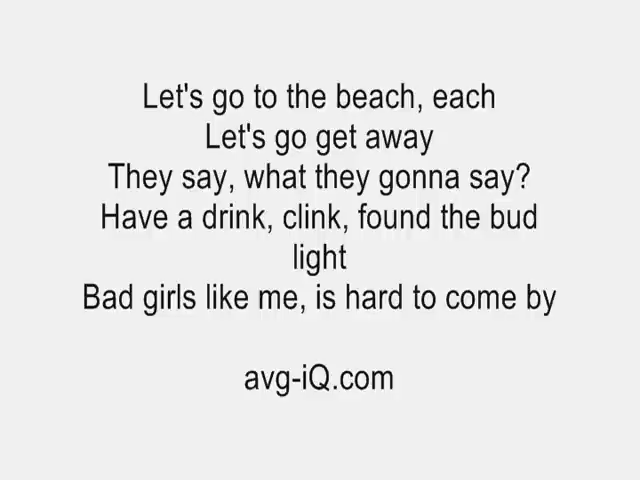 Let's go to the beach, each
Let's go get away
They say, what they gonna say?
Have a drink, clink, found the bud
light
Bad girls like me, is hard to come by
avg-iQ.com